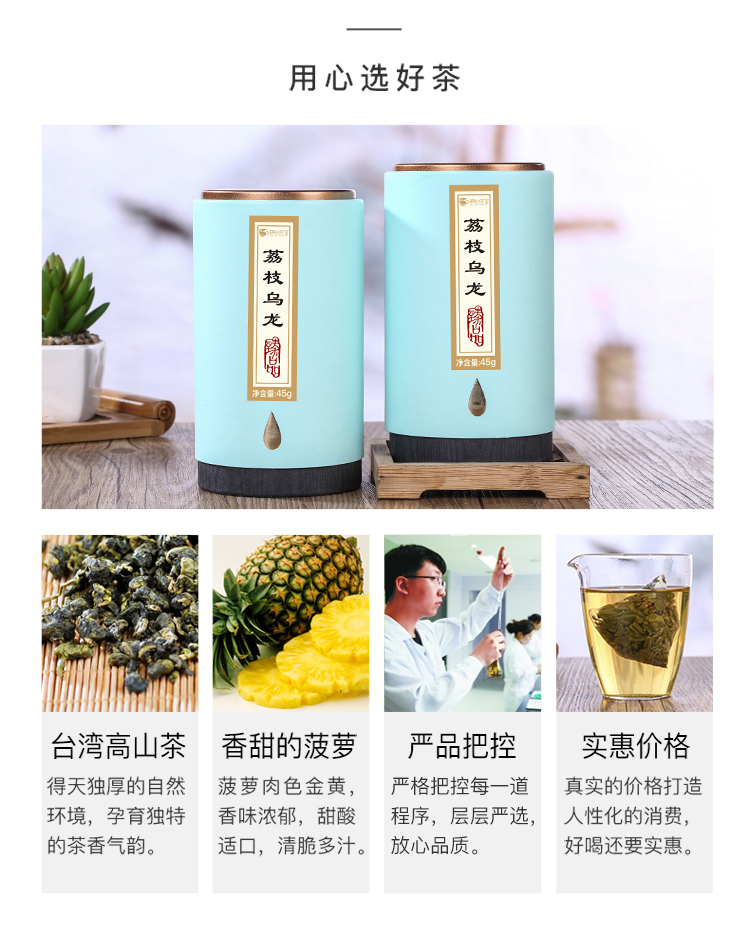 用心选好茶
荔枝乌龙
臻品
净含量:45g
荔枝乌龙
臻品
净含量:45g
台湾高山茶
得天独厚的自然
环境，孕育独特
的茶香气韵。
香甜的菠萝
菠萝肉色金黄，
香味浓郁，甜酸
适口，清脆多汁。
严品把控
严格把控每一道
程序，层层严选，
放心品质。
实惠价格
真实的价格打造
人性化的消费，
好喝还要实惠。